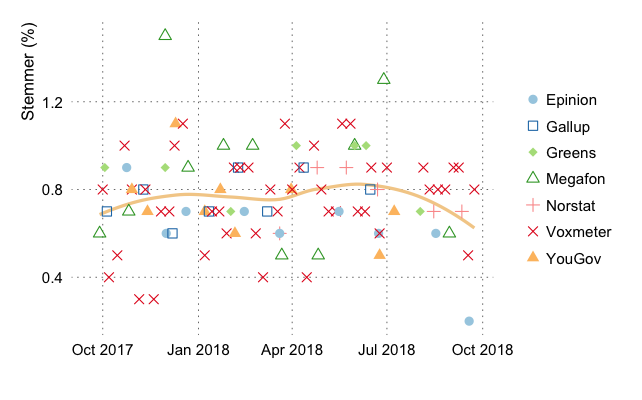 Stemmer (%)
1.2
0.8
0.4
Oct 2017 Jan 2018 Apr 2018 Jul 2018 Oct 2018
Epinion
Gallup
Greens
Megafon
Norstat
Voxmeter
YouGov